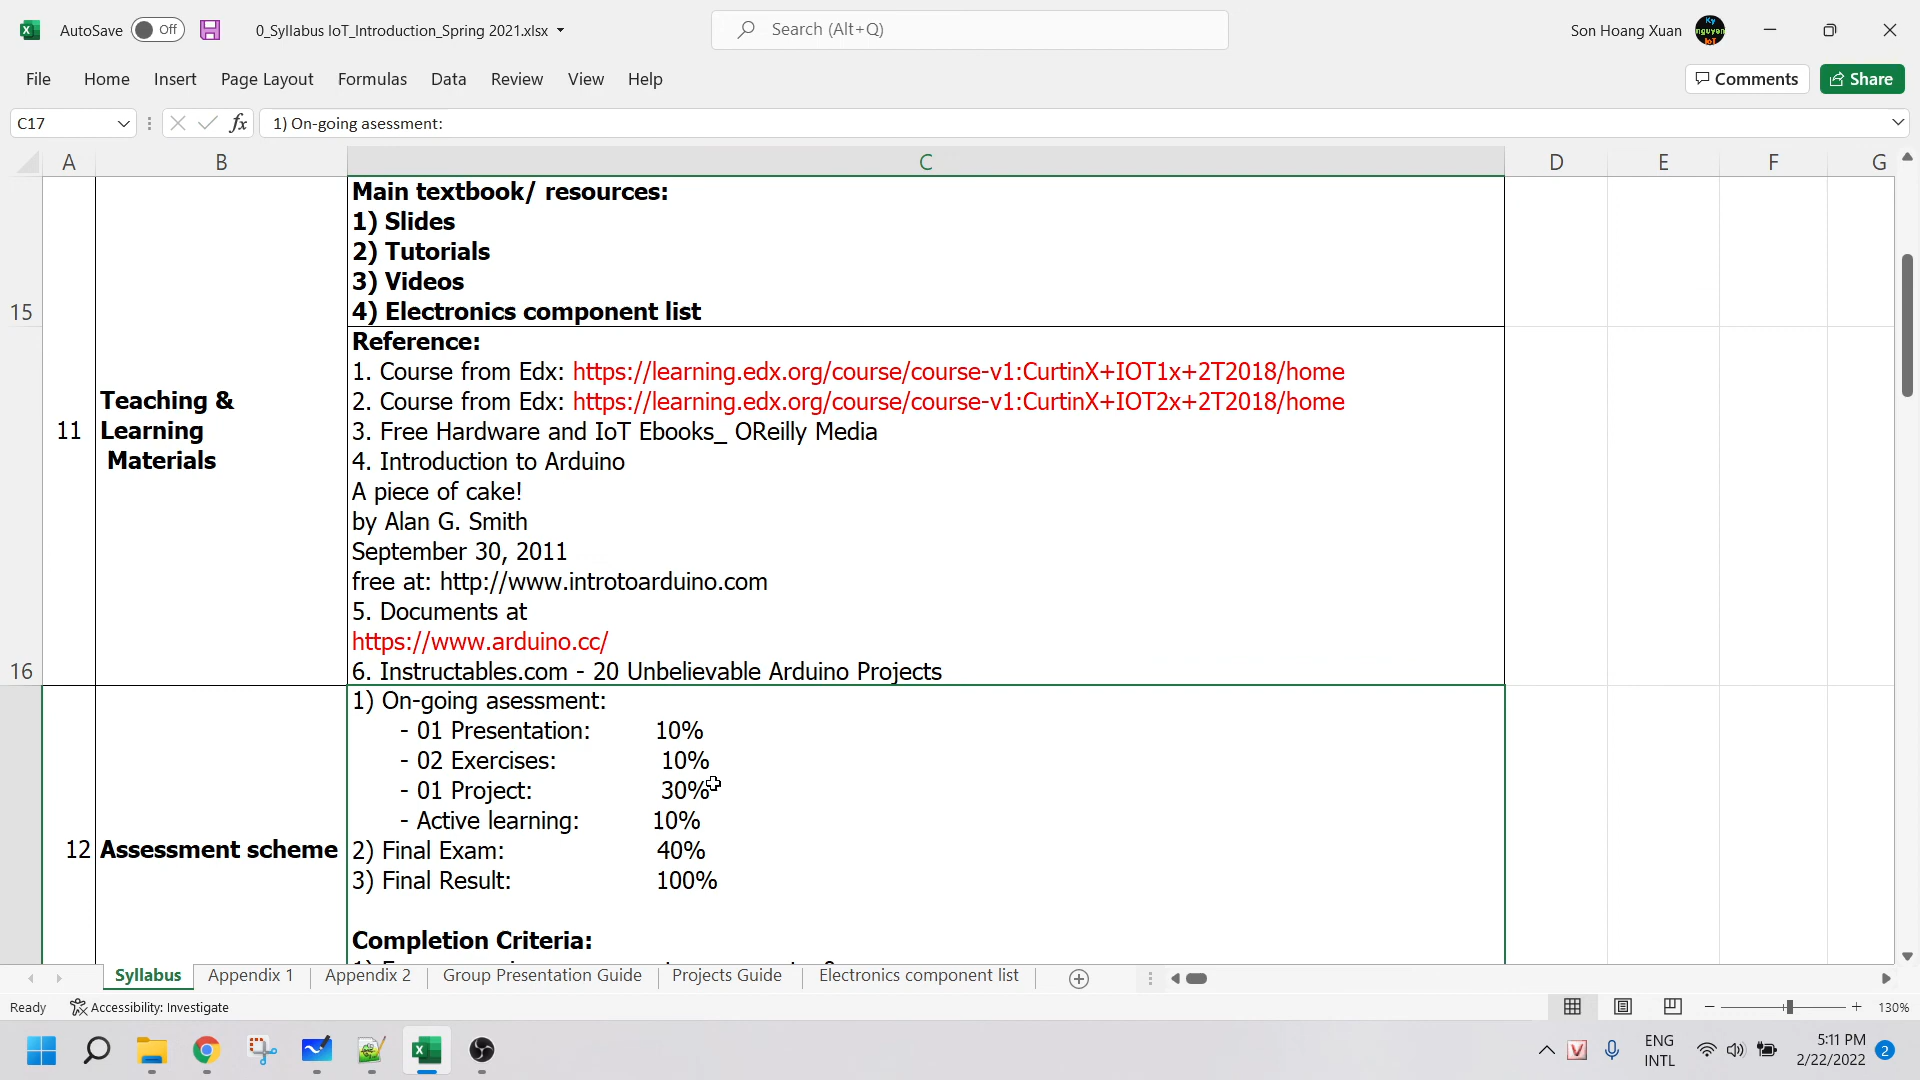 AutoSave Off 0_Syllabus IoT_Introduction_Spring 2021.xlsx Search (Alt+Q) Son Hoang Xuan Ky nguyen IoT
File Home Insert Page Layout Formulas Data Review View Help Comments Share
C17 fx 1) On-going asessment:
A B C D E F G
Main textbook/ resources:
1) Slides
2) Tutorials
3) Videos
15 4) Electronics component list
Reference:
1. Course from Edx: https://learning.edx.org/course/course-v1:CurtinX+IOT1x+2T2018/home
2. Course from Edx: https://learning.edx.org/course/course-v1:CurtinX+IOT2x+2T2018/home
11 Teaching &
Learning
Materials
3. Free Hardware and IoT Ebooks_ OReilly Media
4. Introduction to Arduino
A piece of cake!
by Alan G. Smith
September 30, 2011
free at: http://www.introtoarduino.com
5. Documents at
https://www.arduino.cc/
16 6. Instructables.com - 20 Unbelievable Arduino Projects
1) On-going asessment:
- 01 Presentation: 10%
- 02 Exercises: 10%
- 01 Project: 30%
- Active learning: 10%
12 Assessment scheme 2) Final Exam: 40%
3) Final Result: 100%
Completion Criteria:
Syllabus Appendix 1 Appendix 2 Group Presentation Guide Projects Guide Electronics component list
Ready Accessibility: Investigate 130%
ENG
INTL
5:11 PM
2/22/2022 2